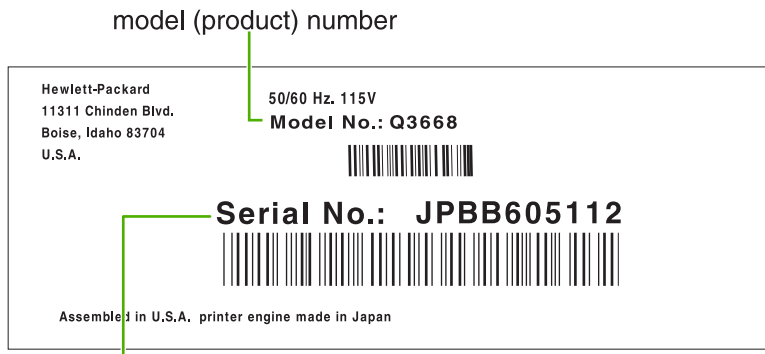 model (product) number
Hewlett-Packard
11311 Chinden Blvd.
Boise, Idaho 83704
U.S.A.
50/60 Hz. 115V
Model No.: Q3668
Serial No.: JPBB605112
Assembled in U.S.A. printer engine made in Japan